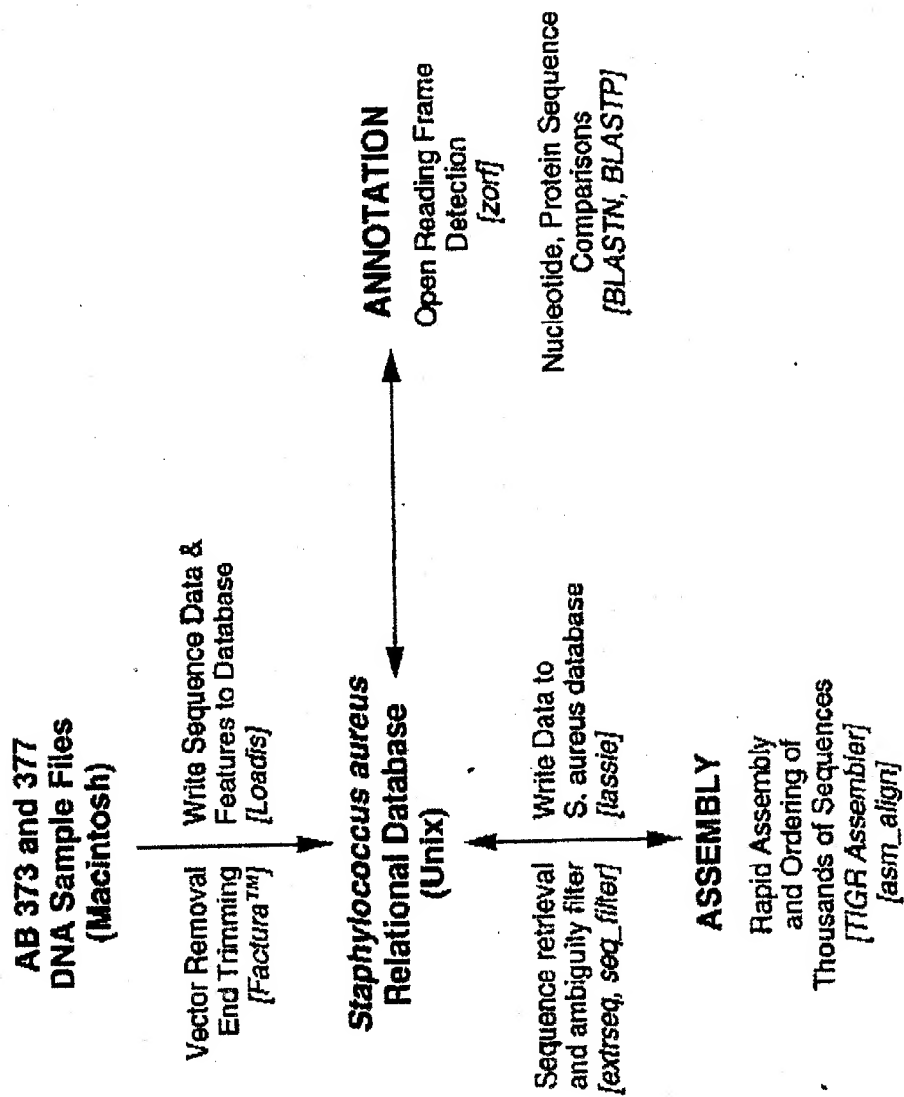 AB 373 and 377
DNA Sample Files
(Macintosh)
Vector Removal
End Trimming
[Factura™]
Write Sequence Data &
Features to Database
[Loadis]
Staphylococcus aureus
Relational Database
(Unix)
ANNOTATION
Open Reading Frame
Detection
[zorf]
Nucleotide, Protein Sequence
Comparisons
[BLASTN, BLASTP]
Sequence retrieval
and ambiguity filter
[extrseq, seq_filter]
Write Data to
S. aureus database
[lassie]
ASSEMBLY
Rapid Assembly
and Ordering of
Thousands of Sequences
[TIGR Assembler]
[asm_align]